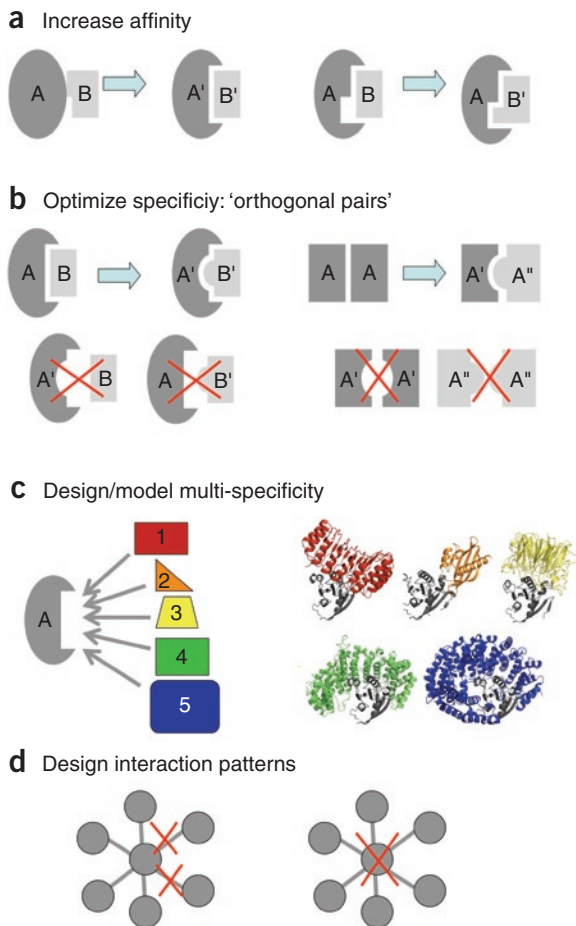 a Increase affinity
A B A' B' A B A B'
b Optimize specificiy: 'orthogonal pairs'
A B A' B' A A A' A"
A' B A B' A' A' A" A"
c Design/model multi-specificity
1
2
A 3
4
5
d Design interaction patterns